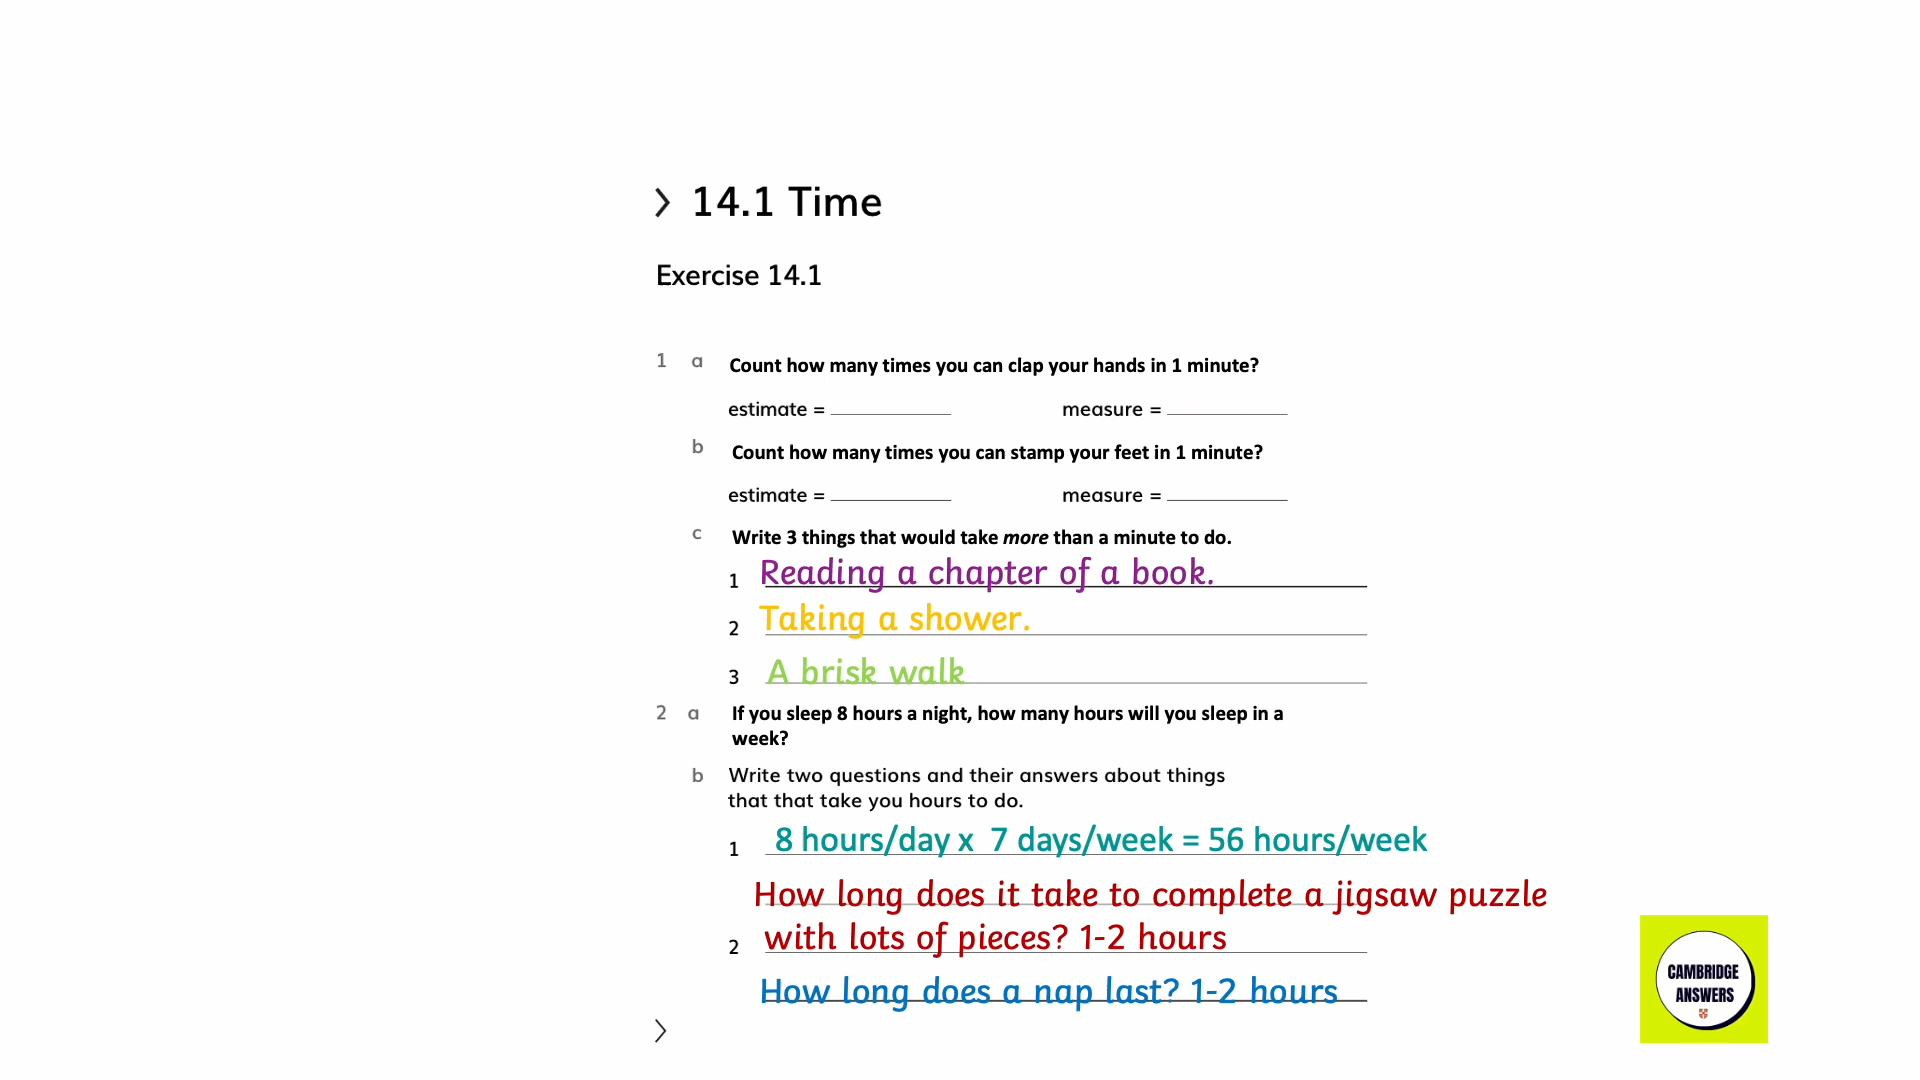 > 14.1 Time
Exercise 14.1
1 a Count how many times you can clap your hands in 1 minute?
estimate = measure =
b Count how many times you can stamp your feet in 1 minute?
estimate = measure =
c Write 3 things that would take more than a minute to do.
1 Reading a chapter of a book.
2 Taking a shower.
3 A brisk walk
2 a If you sleep 8 hours a night, how many hours will you sleep in a
week?
b Write two questions and their answers about things
that that take you hours to do.
1 8 hours/day x 7 days/week = 56 hours/week
How long does it take to complete a jigsaw puzzle
2 with lots of pieces? 1-2 hours
How long does a nap last? 1-2 hours
>
CAMBRIDGE
ANSWERS